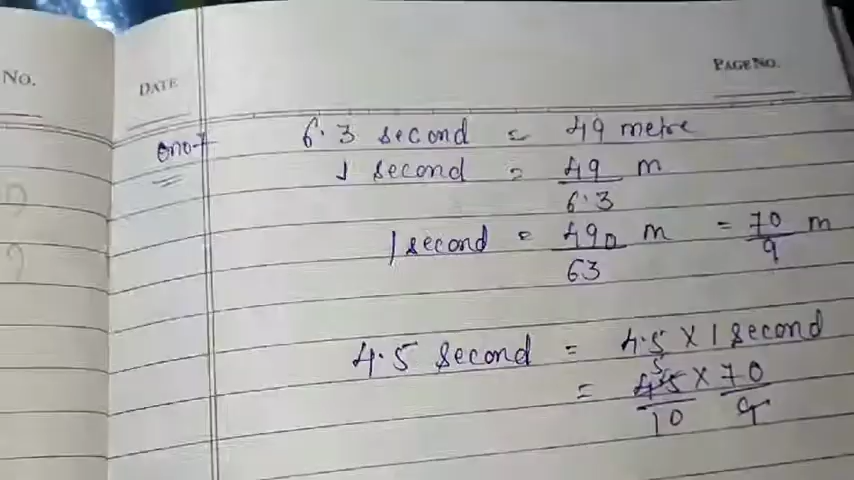 No.
DATE
PAGE NO.
6.3 second = 49 metre
1 second = 49/6.3 m
1 second = 490/63 m = 70/9 m
4.5 second = 4.5 × 1 second
= 45/10 × 70/9
5